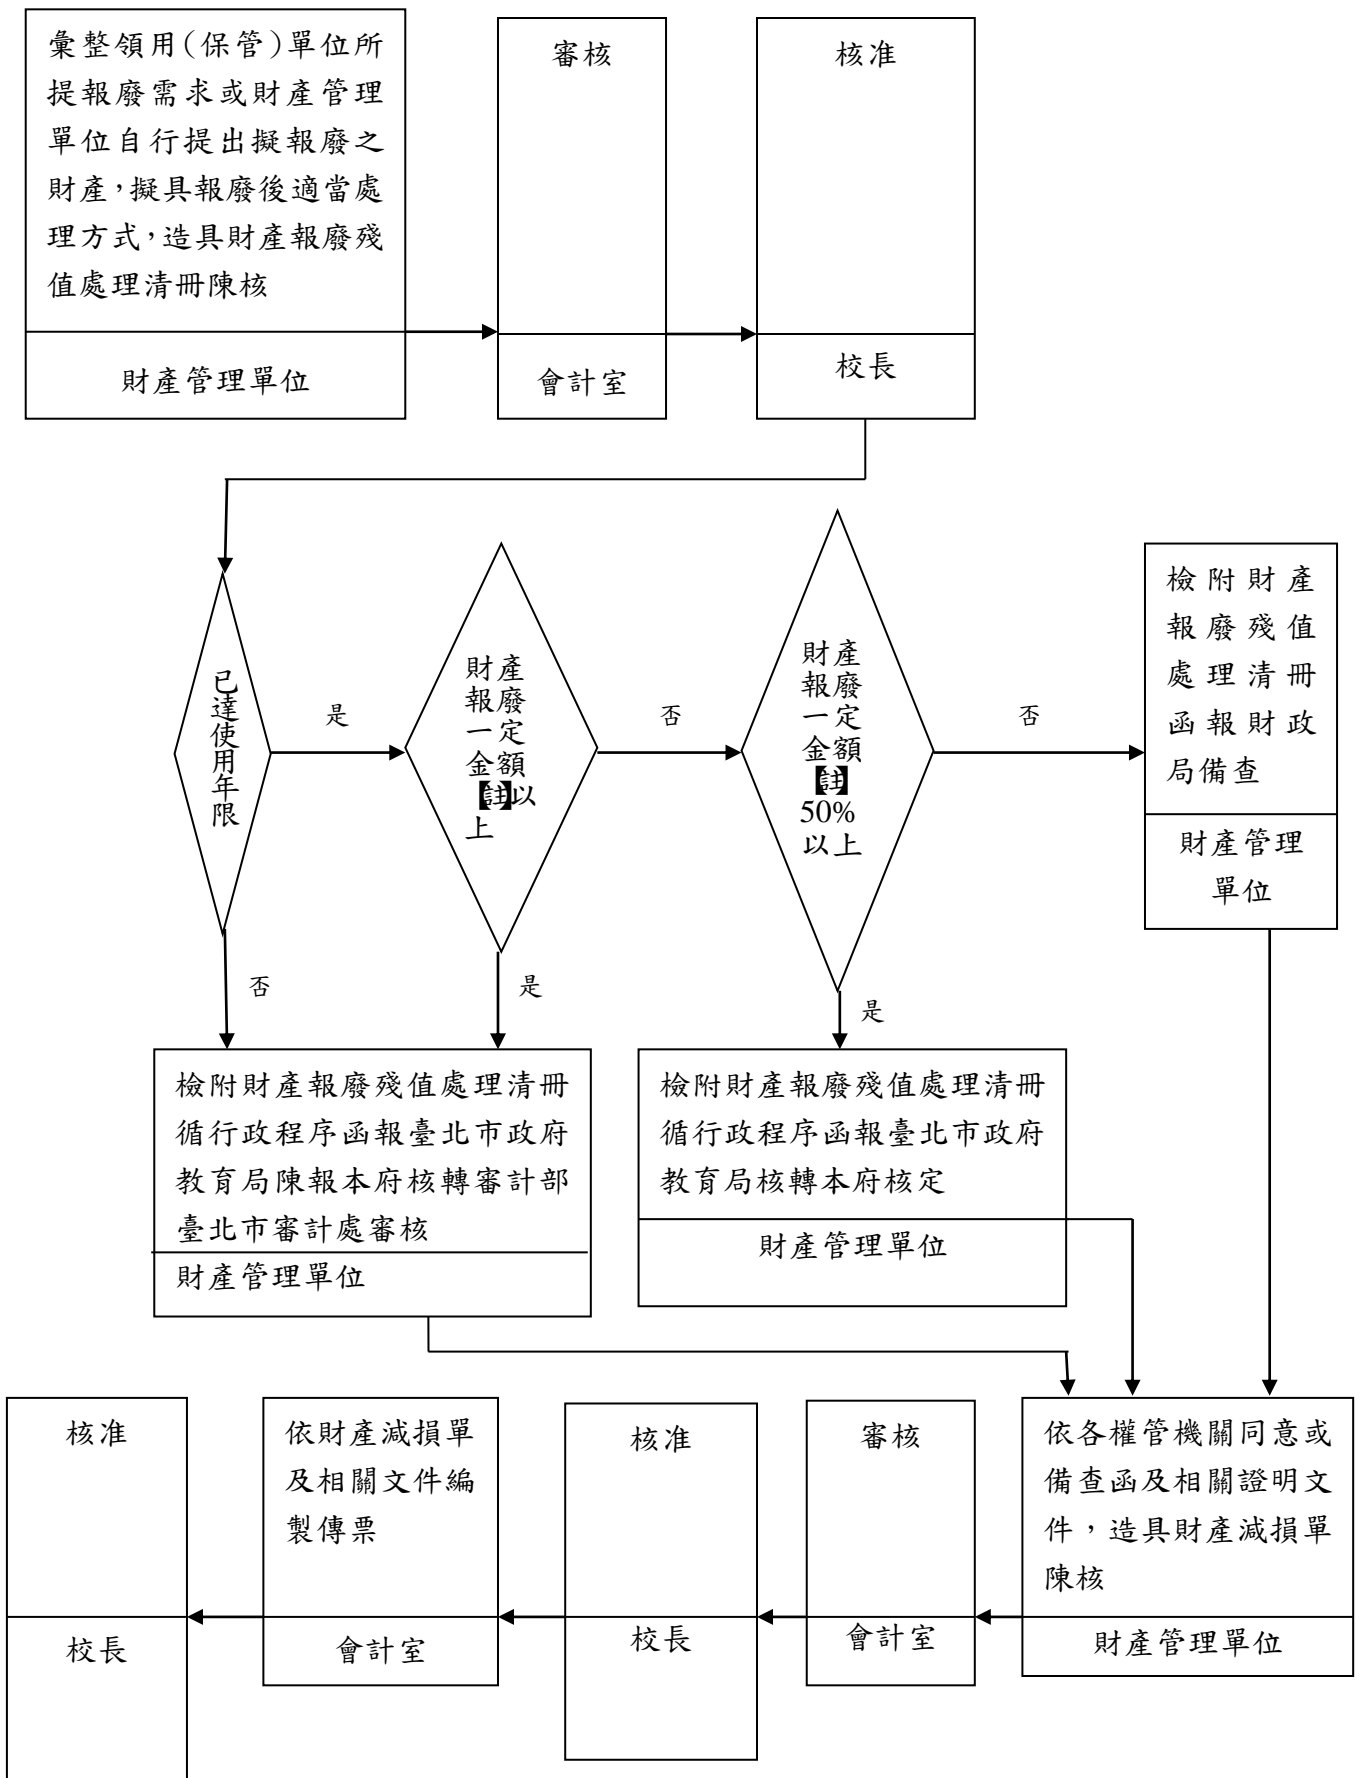 彙整領用(保管)單位所
提報廢需求或財產管理
單位自行提出擬報廢之
財產，擬具報廢後適當處
理方式，造具財產報廢殘
值處理清冊陳核
財產管理單位
審核
會計室
核准
校長
已達使用年限
是
財產
報廢
一定
金額
【註】以
上
否
財產
報廢
一定
金額
【註】
50%
以上
否
檢附財產
報廢殘值
處理清冊
函報財政
局備查
財產管理
單位
否
是
是
檢附財產報廢殘值處理清冊
循行政程序函報臺北市政府
教育局陳報本府核轉審計部
臺北市審計處審核
財產管理單位
檢附財產報廢殘值處理清冊
循行政程序函報臺北市政府
教育局核轉本府核定
財產管理單位
核准
校長
依財產減損單
及相關文件編
製傳票
會計室
核准
校長
審核
會計室
依各權管機關同意或
備查函及相關證明文
件，造具財產減損單
陳核
財產管理單位